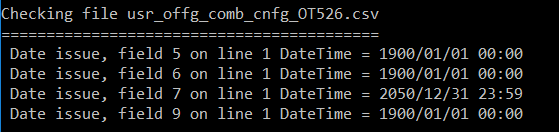 Checking file usr_offg_comb_cnfg_OT526.csv
==========================================
Date issue, field 5 on line 1 DateTime = 1900/01/01 00:00
Date issue, field 6 on line 1 DateTime = 1900/01/01 00:00
Date issue, field 7 on line 1 DateTime = 2050/12/31 23:59
Date issue, field 9 on line 1 DateTime = 1900/01/01 00:00